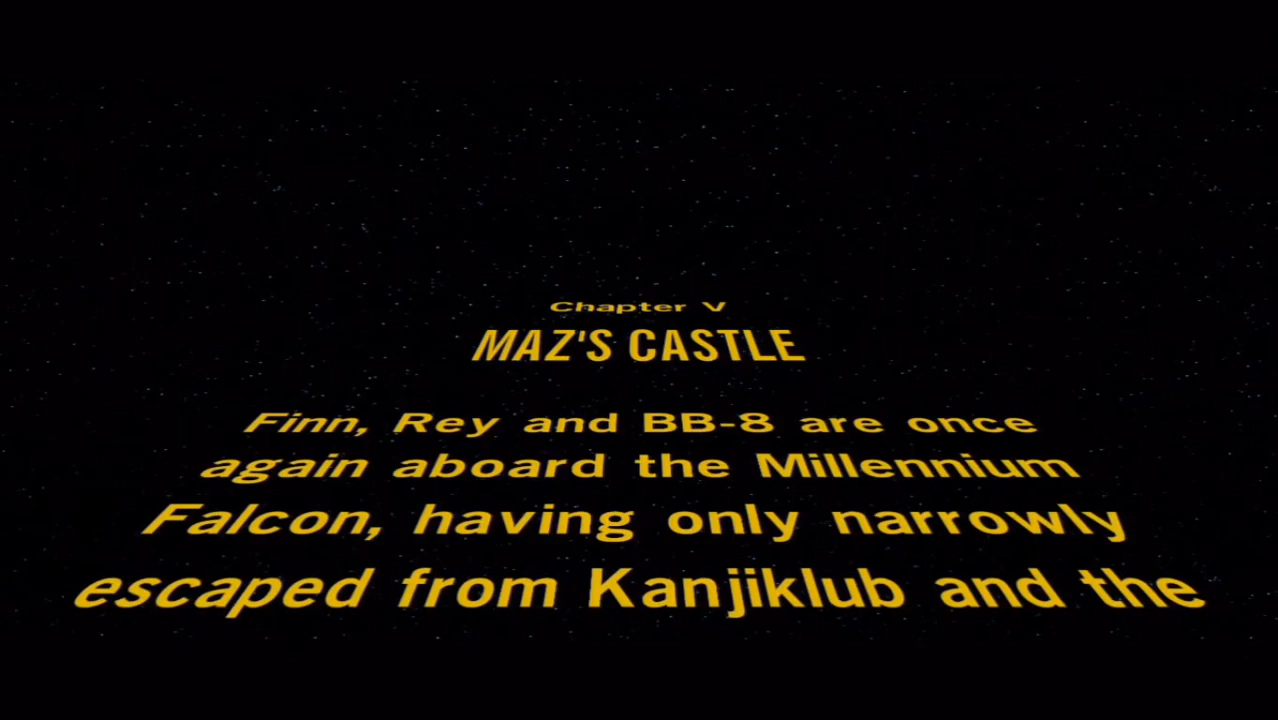 Chapter V
MAZ'S CASTLE
Finn, Rey and BB-8 are once
again aboard the Millennium
Falcon, having only narrowly
escaped from Kanjiklub and the